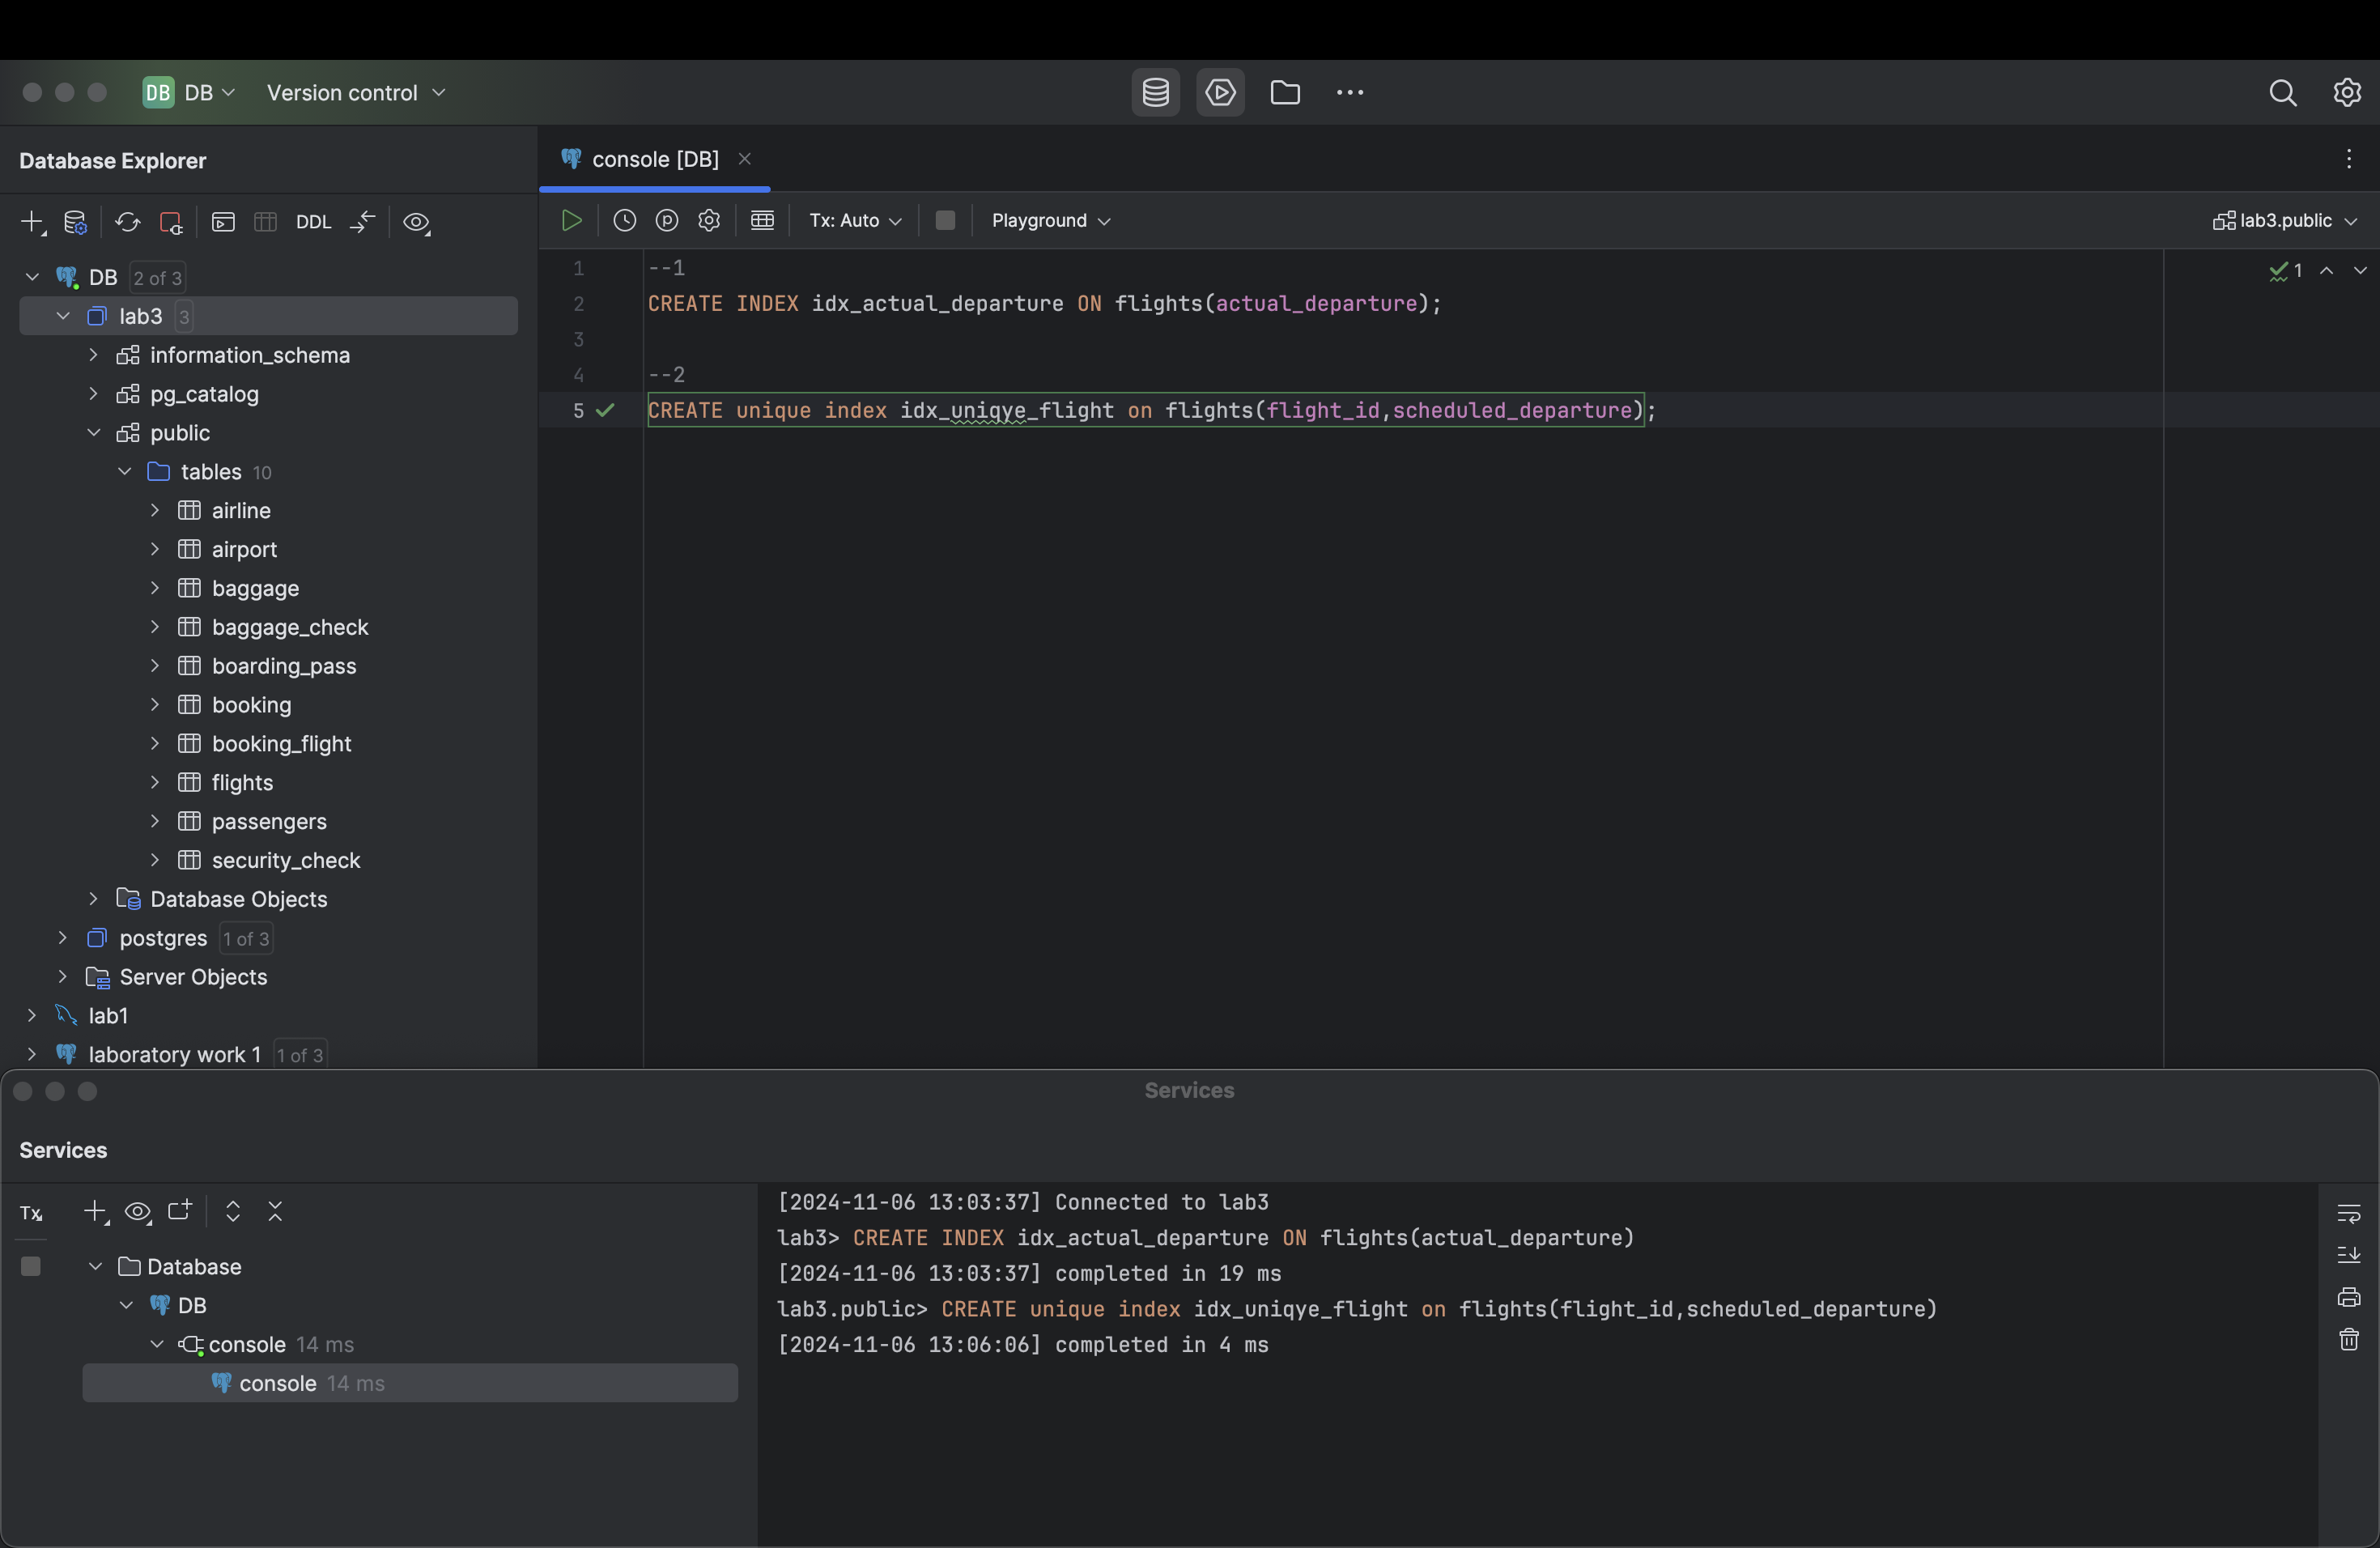 DB DB Version control
Database Explorer
console [DB]
DDL
Tx: Auto
Playground
lab3.public
DB 2 of 3
lab3 3
information_schema
pg_catalog
public
tables 10
airline
airport
baggage
baggage_check
boarding_pass
booking
booking_flight
flights
passengers
security_check
Database Objects
postgres 1 of 3
Server Objects
lab1
laboratory work 1 1 of 3
1 --1
2 CREATE INDEX idx_actual_departure ON flights(actual_departure);
3
4 --2
5 CREATE unique index idx_uniqye_flight on flights(flight_id,scheduled_departure);
1
Services
Services
Tx
Database
DB
console 14 ms
console 14 ms
[2024-11-06 13:03:37] Connected to lab3
lab3> CREATE INDEX idx_actual_departure ON flights(actual_departure)
[2024-11-06 13:03:37] completed in 19 ms
lab3.public> CREATE unique index idx_uniqye_flight on flights(flight_id,scheduled_departure)
[2024-11-06 13:06:06] completed in 4 ms